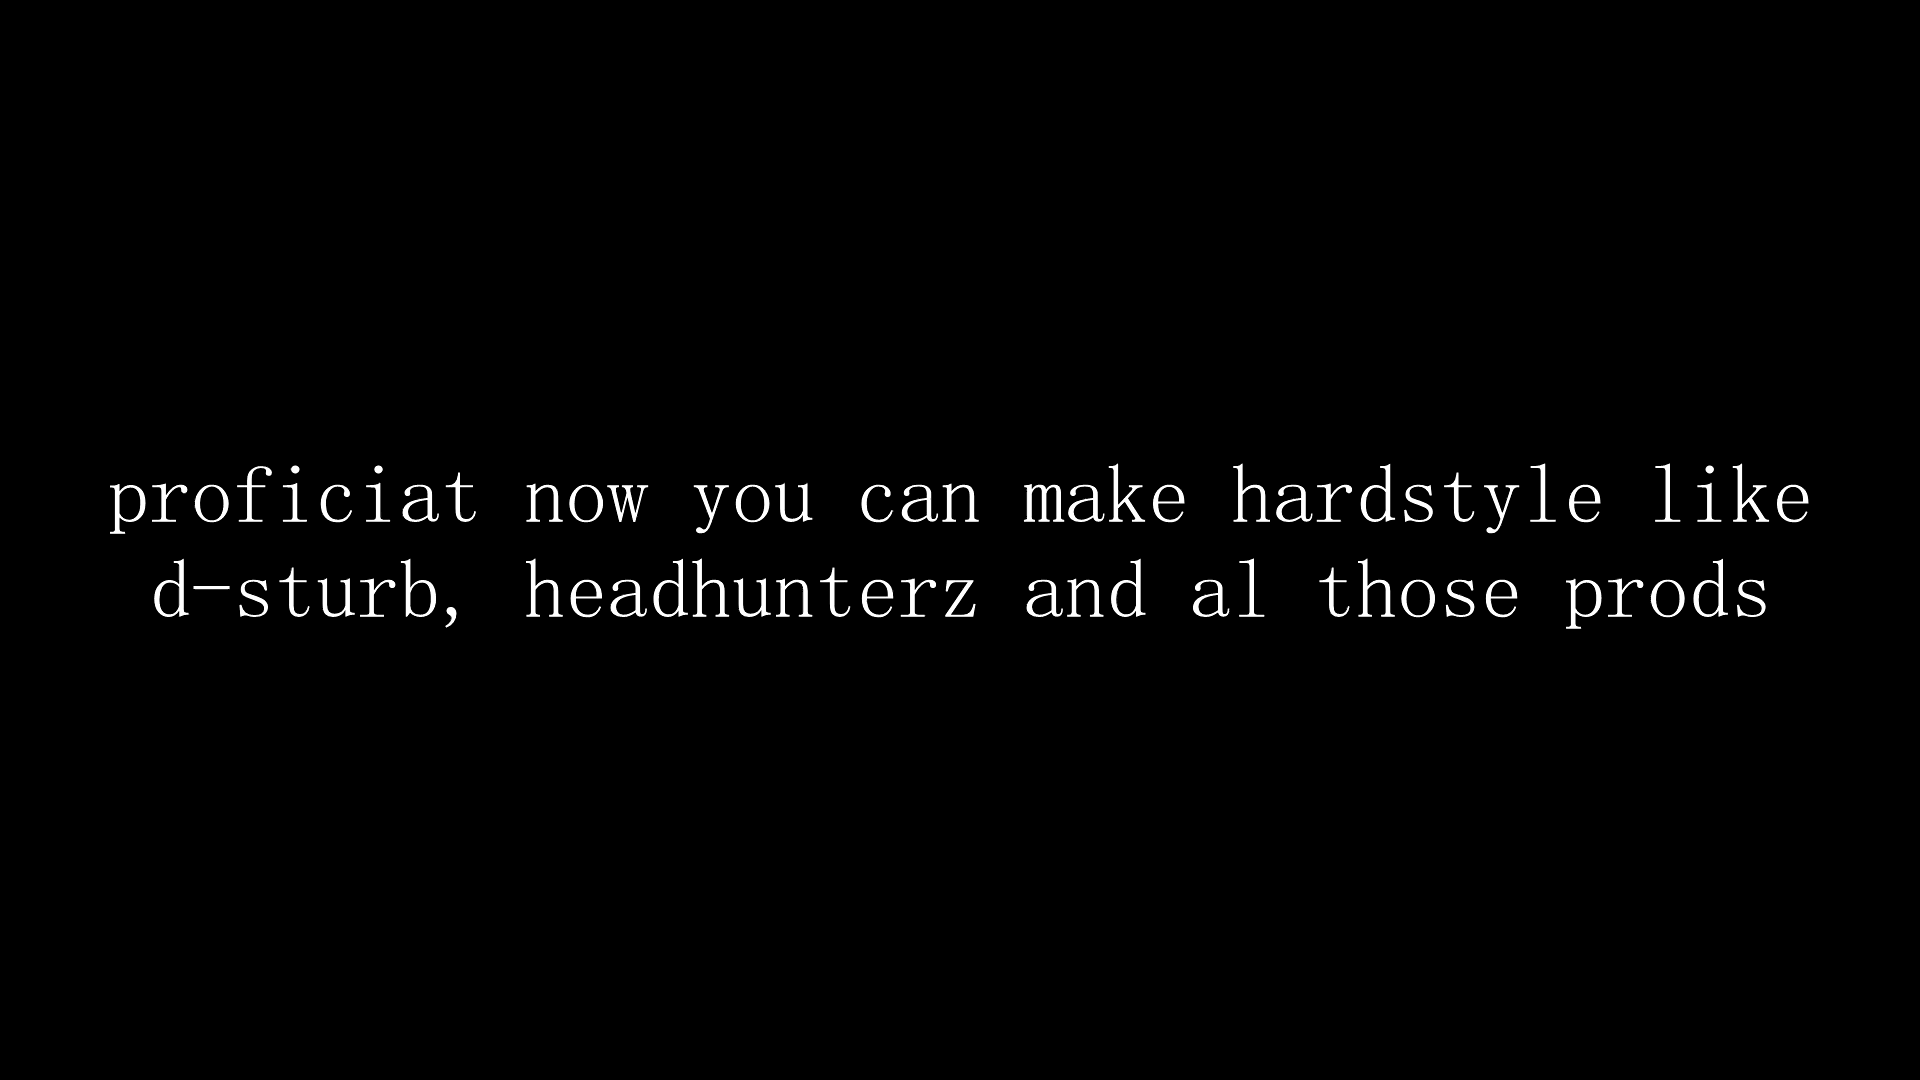 proficiat now you can make hardstyle like
d-sturb, headhunterz and al those prods